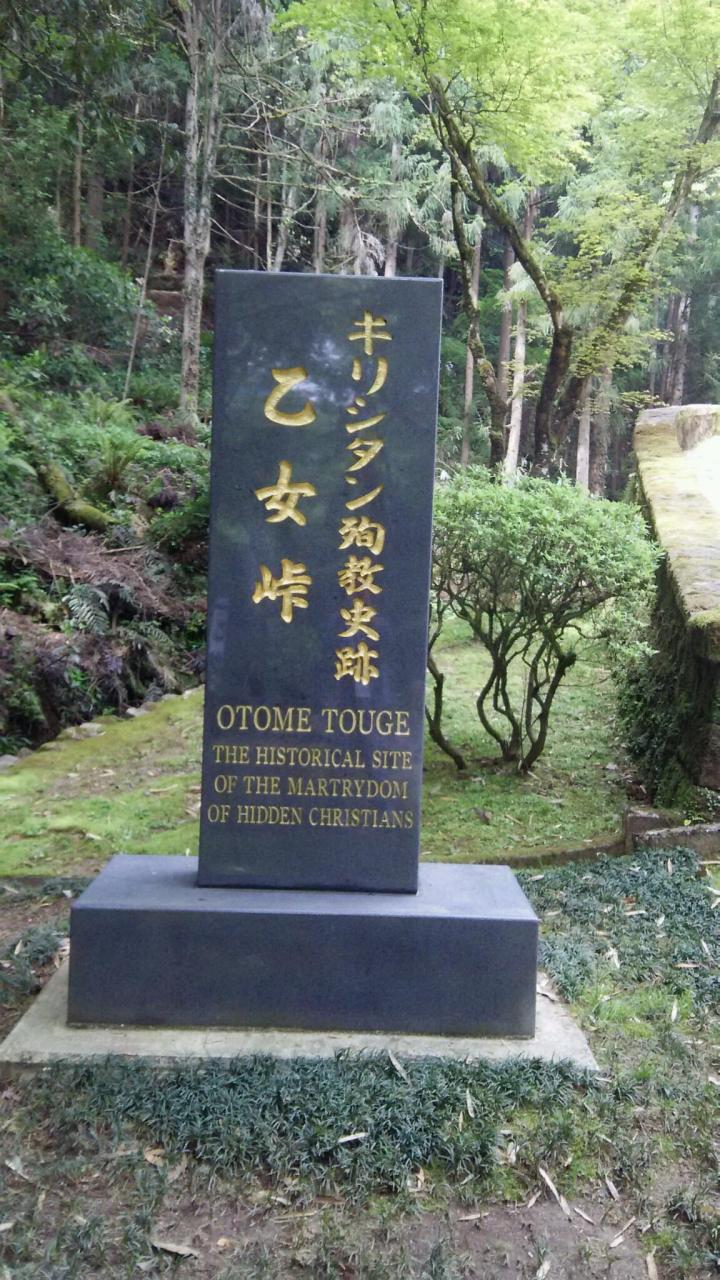 キリシタン殉教史跡
乙女峠
OTOME TOUGE
THE HISTORICAL SITE
OF THE MARTRYDOM
OF HIDDEN CHRISTIANS